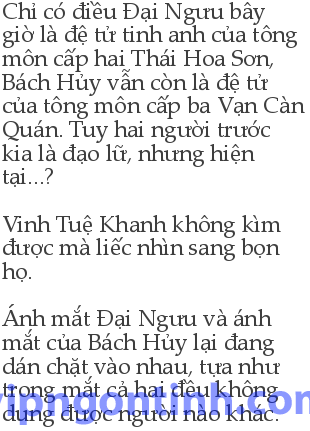 Chỉ có điều Đại Ngưu bây
giờ là đệ tử tinh anh của tông
môn cấp hai Thái Hoa Sơn,
Bách Hủy vẫn còn là đệ tử
của tông môn cấp ba Vạn Càn
Quán. Tuy hai người trước
kia là đạo lữ, nhưng hiện
tại...?
Vinh Tuệ Khanh không kìm
được mà liếc nhìn sang bọn
họ.
Ánh mắt Đại Ngưu và ánh
mắt của Bách Hủy lại đang
dán chặt vào nhau, tựa như
trong mắt cả hai đều không
dung được người nào khác.
vipngontinh.com